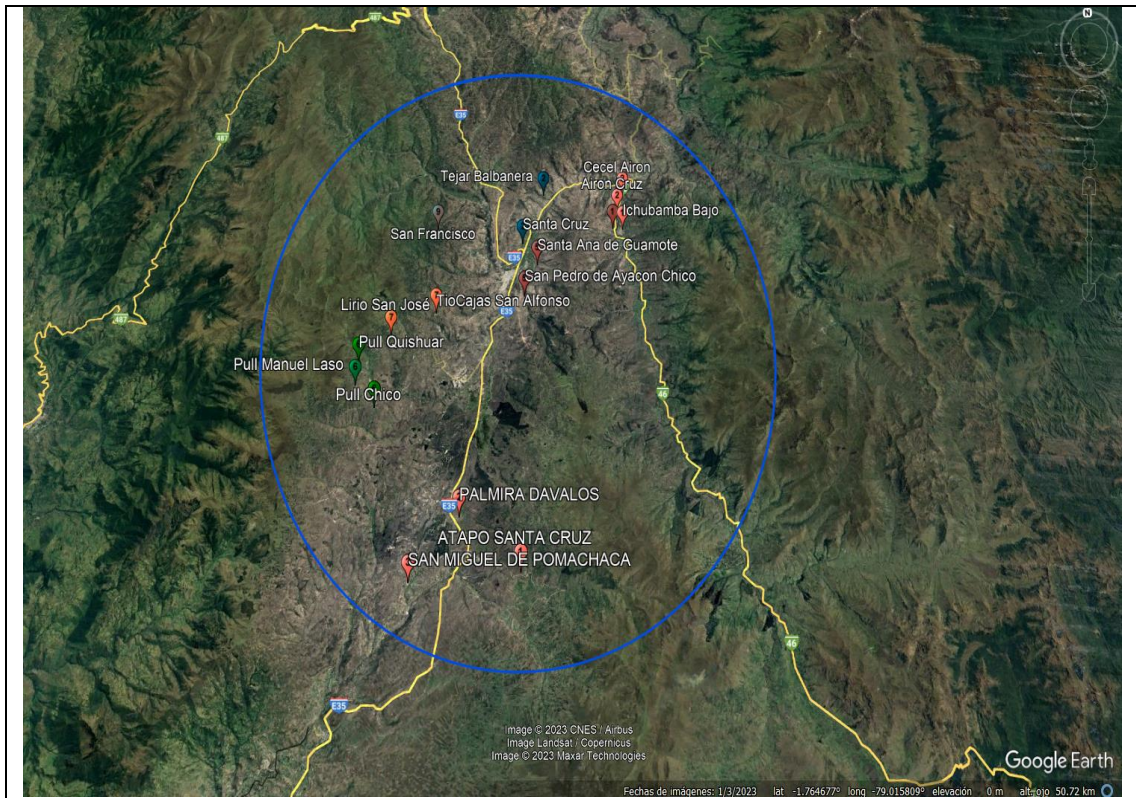 N
487
E35
487
Cecel Airon
Tejar Balbanera
Airon Cruz
Ichubamba Bajo
San Francisco
Santa Cruz
Santa Ana de Guamote
E35
San Pedro de Ayacon Chico
Lirio San José
TioCajas San Alfonso
E35
487
Pull Quishuar
Pull Manuel Laso
Pull Chico
46
PALMIRA DAVALOS
E35
ATAPO SANTA CRUZ
SAN MIGUEL DE POMACHACA
46
E35
Image © 2023 CNES / Airbus
Image Landsat / Copernicus
Image © 2023 Maxar Technologies
Google Earth
Fechas de imágenes: 1/3/2023 lat -1.764677° long -79.015809° elevación 0 m alt. ojo 50.72 km